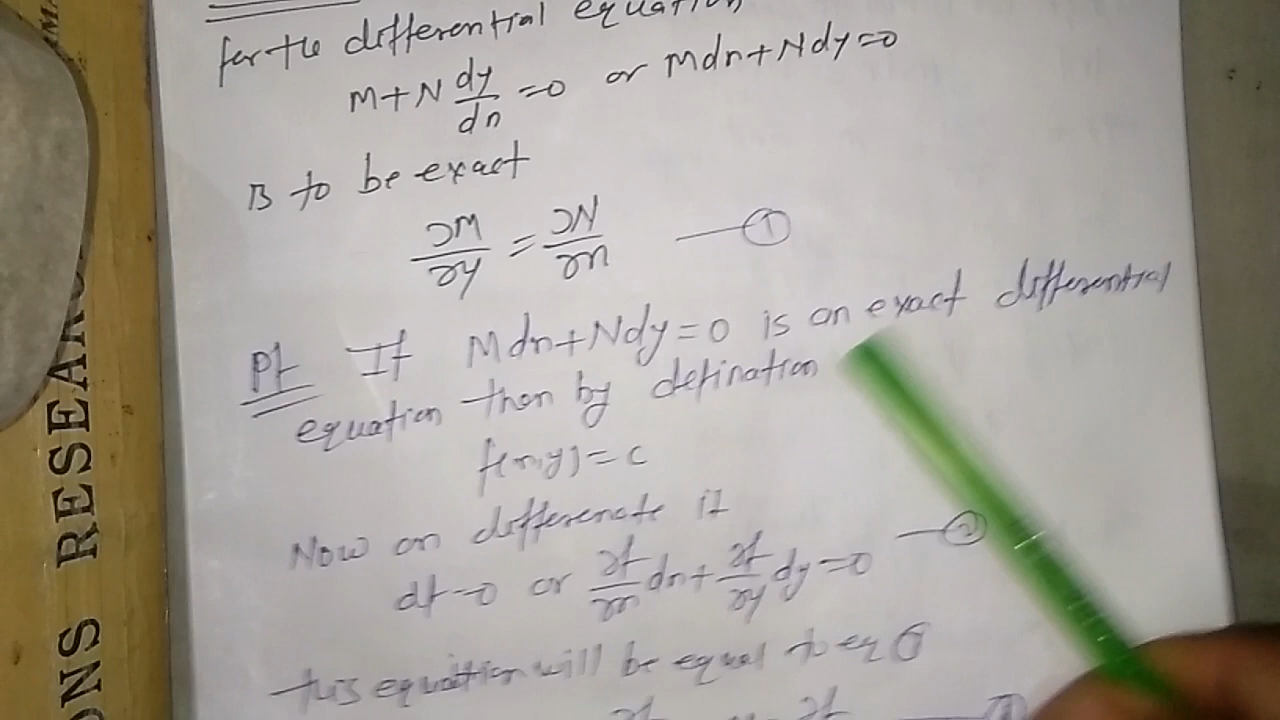 for the differential equation
M+N dy/dn =0 or Mdn+Ndy=0
is to be exact
∂M/∂y = ∂N/∂n —①
Pf If Mdn+Ndy=0 is an exact differential
equation then by defination
f(n,y)=c
Now on differenate it
df=0 or ∂f/∂n dn+ ∂f/∂y dy=0 —②
this equaition will be equal to eq ①
ONS RESEAR